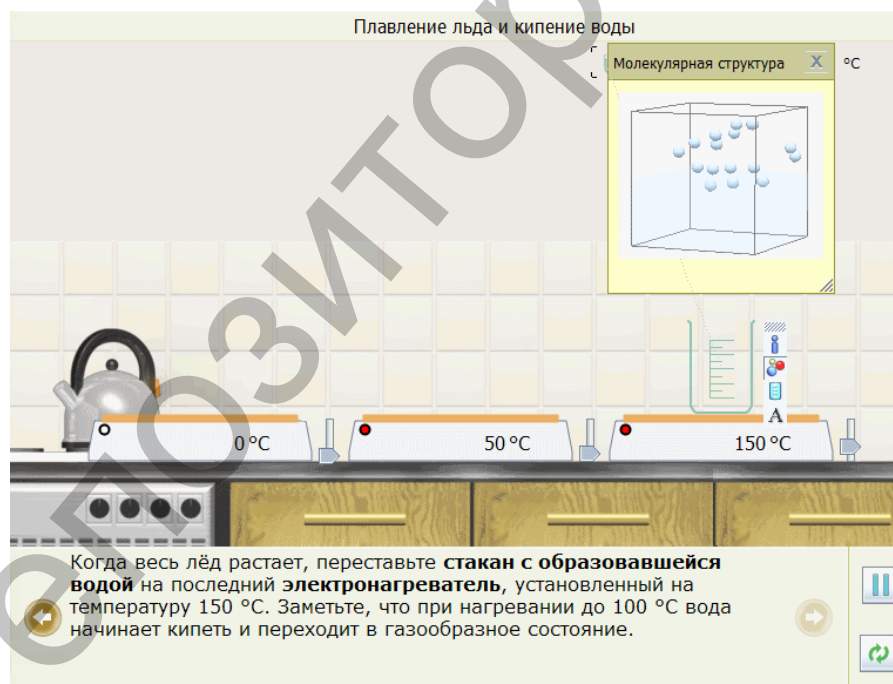 Плавление льда и кипение воды
Молекулярная структура X °C
0 °C 50 °C 150 °C
A
Когда весь лёд растает, переставьте стакан с образовавшейся
водой на последний электронагреватель, установленный на
температуру 150 °C. Заметьте, что при нагревании до 100 °C вода
начинает кипеть и переходит в газообразное состояние.